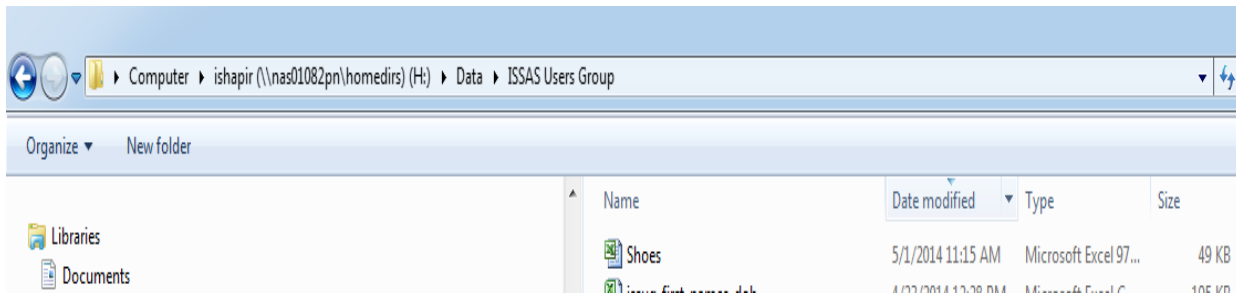 Computer ishapir (\\nas01082pn\homedirs) (H:) Data ISSAS Users Group
Organize New folder
Name Date modified Type Size
Libraries
Shoes 5/1/2014 11:15 AM Microsoft Excel 97... 49 KB
Documents